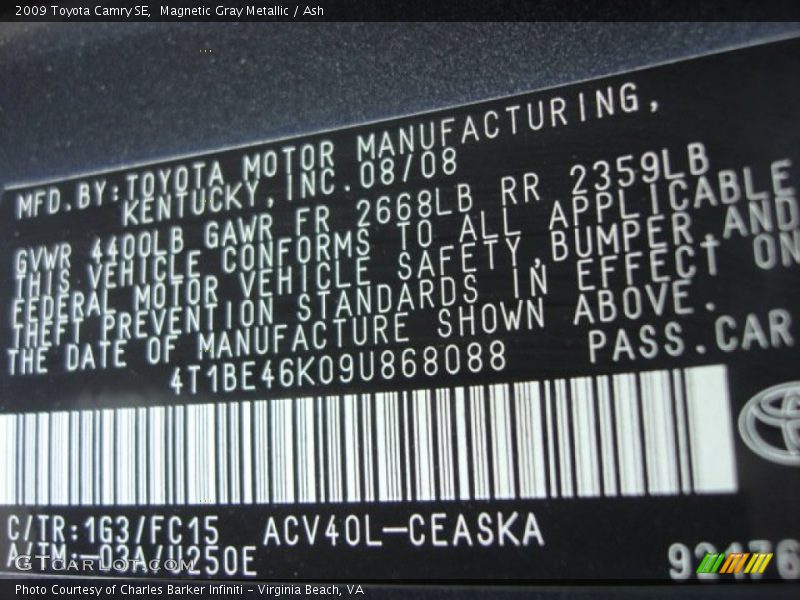 2009 Toyota Camry SE,  Magnetic Gray Metallic / Ash
MFD.BY:TOYOTA MOTOR MANUFACTURING,
KENTUCKY,INC.08/08
GVWR 4400LB GAWR FR 2668LB RR 2359LB
THIS VEHICLE CONFORMS TO ALL APPLICABLE
FEDERAL MOTOR VEHICLE SAFETY,BUMPER,AND
THEFT PREVENTION STANDARDS IN EFFECT ON
THE DATE OF MANUFACTURE SHOWN ABOVE.
4T1BE46K09U868088 PASS.CAR
C/TR:1G3/FC15 ACV40L-CEASKA
A/TM:-03A/U250E
GTcarlot.com
Photo Courtesy of Charles Barker Infiniti - Virginia Beach, VA